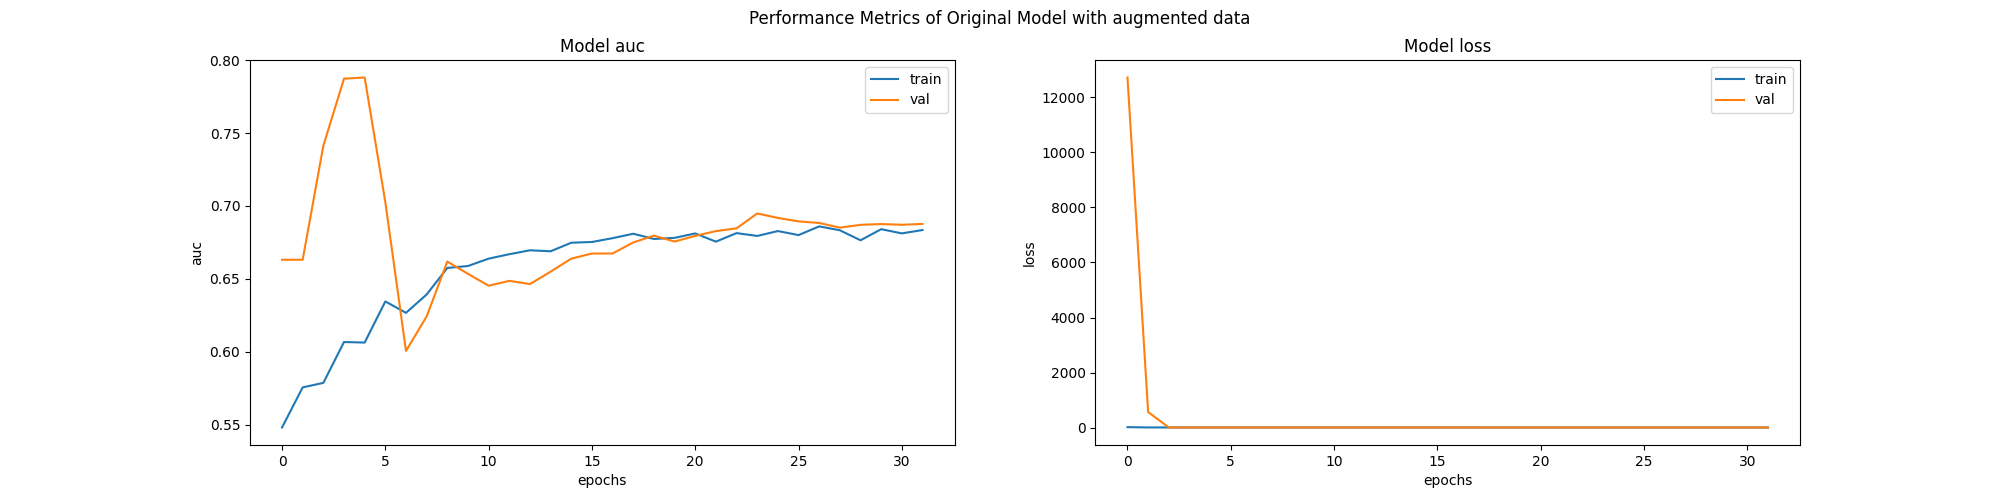 Performance Metrics of Original Model with augmented data
Model auc
0.80
0.75
0.70
0.65
0.60
0.55
auc
0
5
10
15
20
25
30
epochs
train
val
Model loss
12000
10000
8000
6000
4000
2000
0
loss
0
5
10
15
20
25
30
epochs
train
val